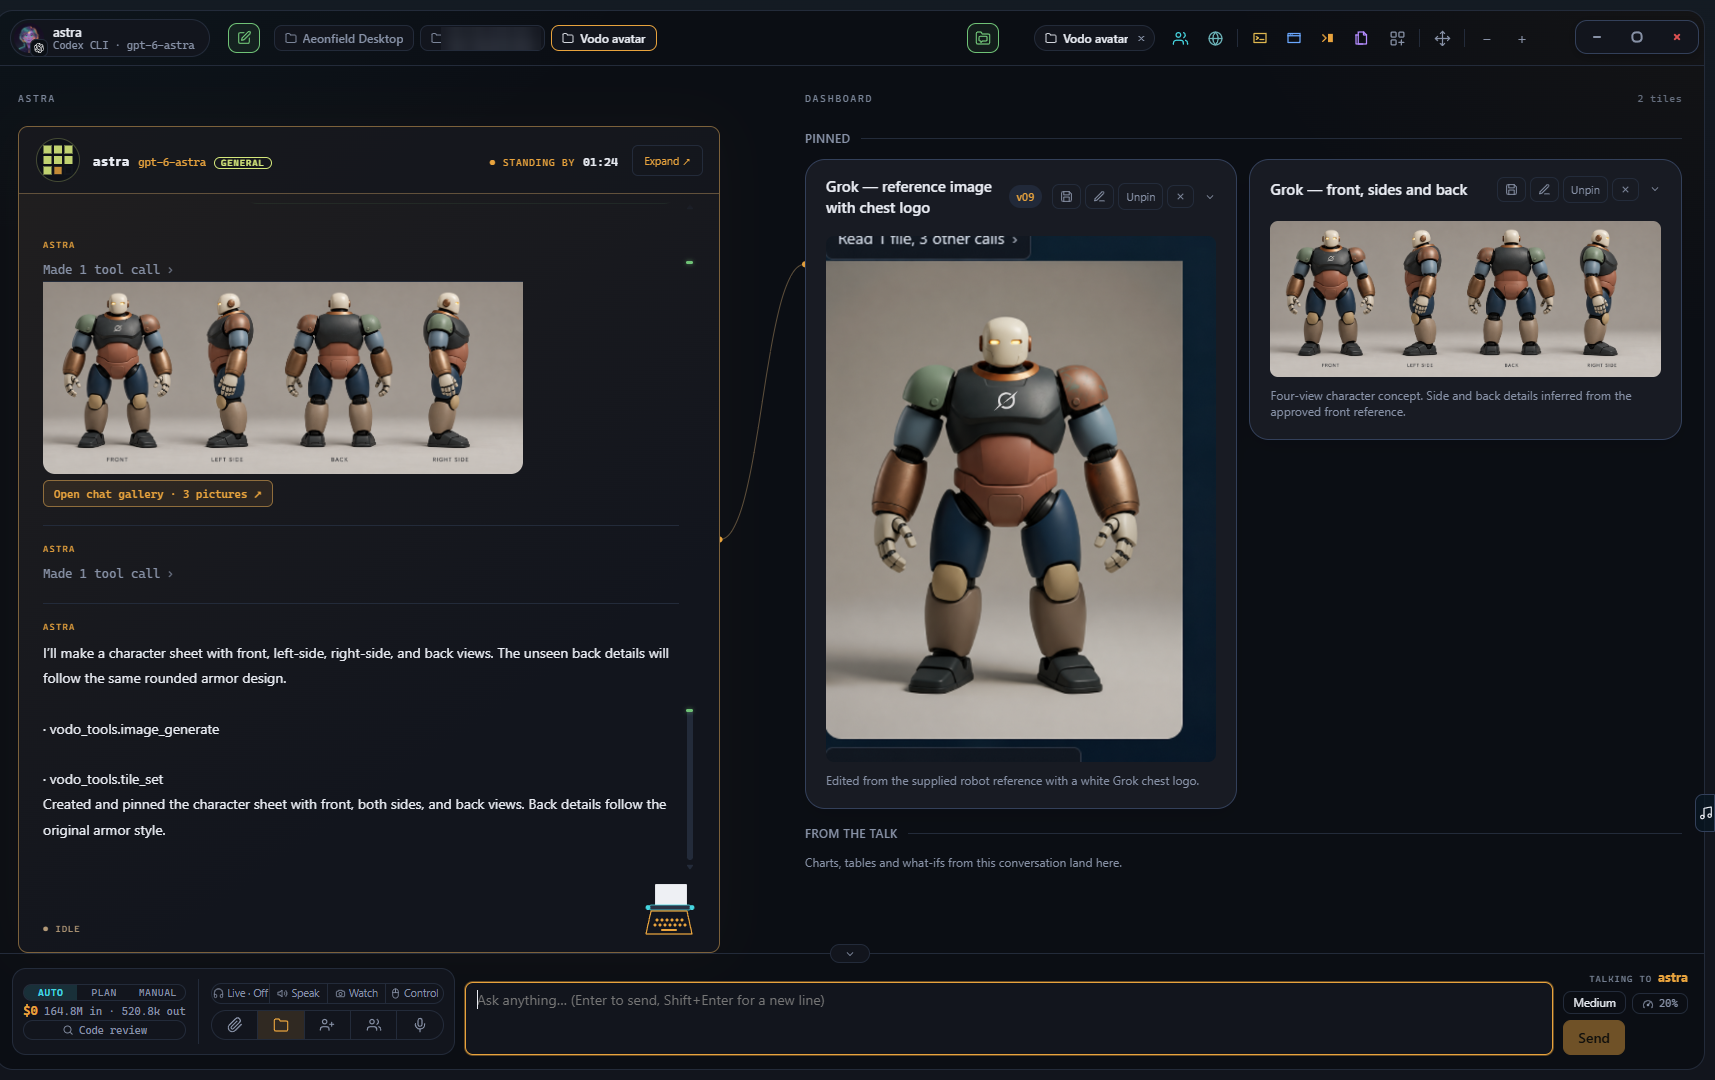 astra
Codex CLI · gpt-6-astra
Aeonfield Desktop
Vodo avatar
Vodo avatar ×
ASTRA
DASHBOARD
2 tiles
astra gpt-6-astra GENERAL
STANDING BY 01:24
Expand ↗
PINNED
Grok — reference image with chest logo
v09
Unpin
Read 1 file, 3 other calls ›
Edited from the supplied robot reference with a white Grok chest logo.
Grok — front, sides and back
Unpin
FRONT
LEFT SIDE
BACK
RIGHT SIDE
Four-view character concept. Side and back details inferred from the
approved front reference.
ASTRA
Made 1 tool call ›
FRONT
LEFT SIDE
BACK
RIGHT SIDE
Open chat gallery · 3 pictures ↗
ASTRA
Made 1 tool call ›
ASTRA
I'll make a character sheet with front, left-side, right-side, and back views. The unseen back details will
follow the same rounded armor design.
· vodo_tools.image_generate
· vodo_tools.tile_set
Created and pinned the character sheet with front, both sides, and back views. Back details follow the
original armor style.
IDLE
FROM THE TALK
Charts, tables and what-ifs from this conversation land here.
AUTO PLAN MANUAL
$0 164.8M in · 520.8k out
Code review
Live · Off
Speak
Watch
Control
Ask anything... (Enter to send, Shift+Enter for a new line)
TALKING TO astra
Medium
20%
Send